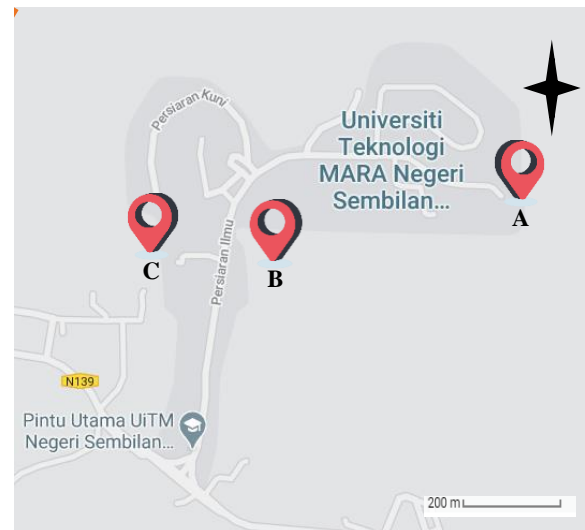 Persiaran Kuni
Universiti
Teknologi
MARA Negeri
Sembilan...
A
Persiaran Ilmu
C
B
N139
Pintu Utama UiTM
Negeri Sembilan...
200 m